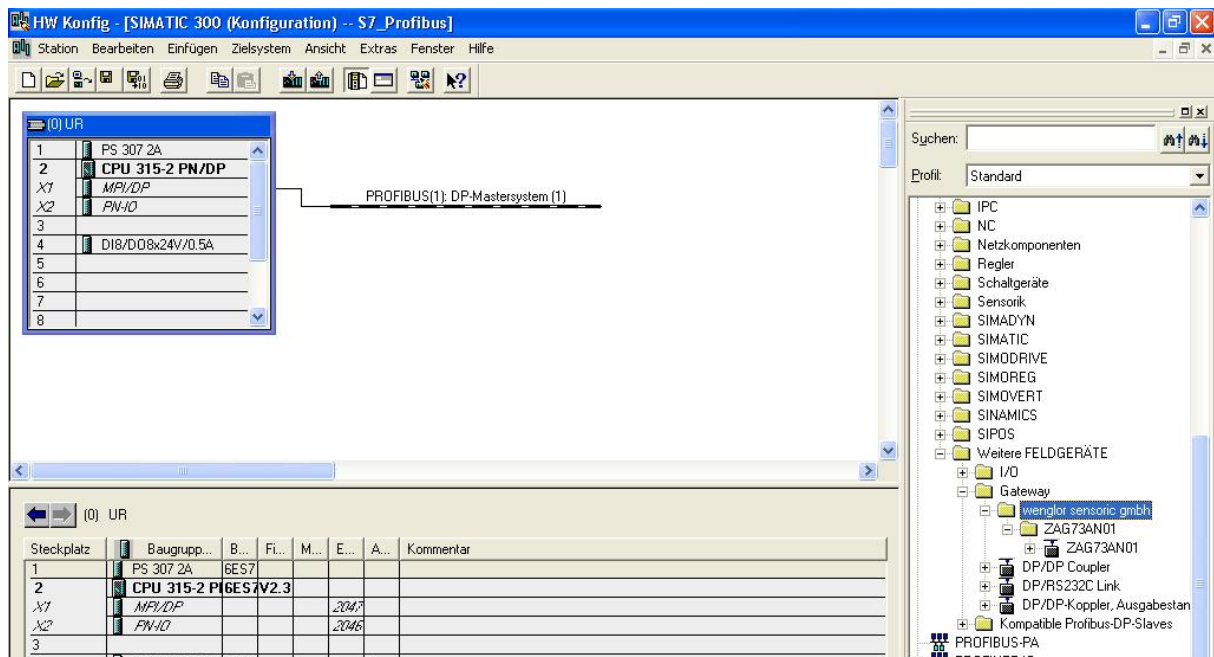 HW Konfig - [SIMATIC 300 (Konfiguration) -- S7_Profibus]
Station Bearbeiten Einfügen Zielsystem Ansicht Extras Fenster Hilfe
(0) UR
1 PS 307 2A
2 CPU 315-2 PN/DP
X1 MPI/DP
X2 PN-IO
3
4 DI8/DO8x24V/0.5A
5
6
7
8
PROFIBUS(1): DP-Mastersystem (1)
(0) UR
Steckplatz Baugrupp... B... Fi... M... E... A... Kommentar
1 PS 307 2A 6ES7
2 CPU 315-2 P 6ES7 V2.3
X1 MPI/DP 2047
X2 PN-IO 2046
3
Suchen:
Profil: Standard
IPC
NC
Netzkomponenten
Regler
Schaltgeräte
Sensorik
SIMADYN
SIMATIC
SIMODRIVE
SIMOREG
SIMOVERT
SINAMICS
SIPOS
Weitere FELDGERÄTE
I/O
Gateway
wenglor sensoric gmbh
ZAG73AN01
ZAG73AN01
DP/DP Coupler
DP/RS232C Link
DP/DP-Koppler, Ausgabestan
Kompatible Profibus-DP-Slaves
PROFIBUS-PA